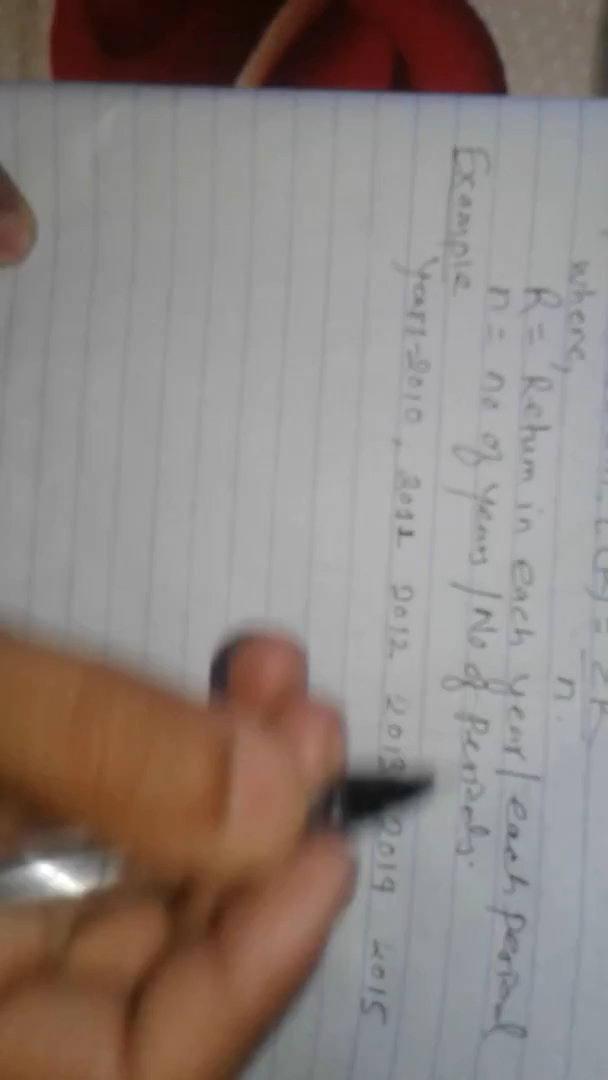 n.
where,
R = Return in each year / each period
n = no of years / No of Periods.
Example
Years - 2010, 2011 2012 2013 2014 2015